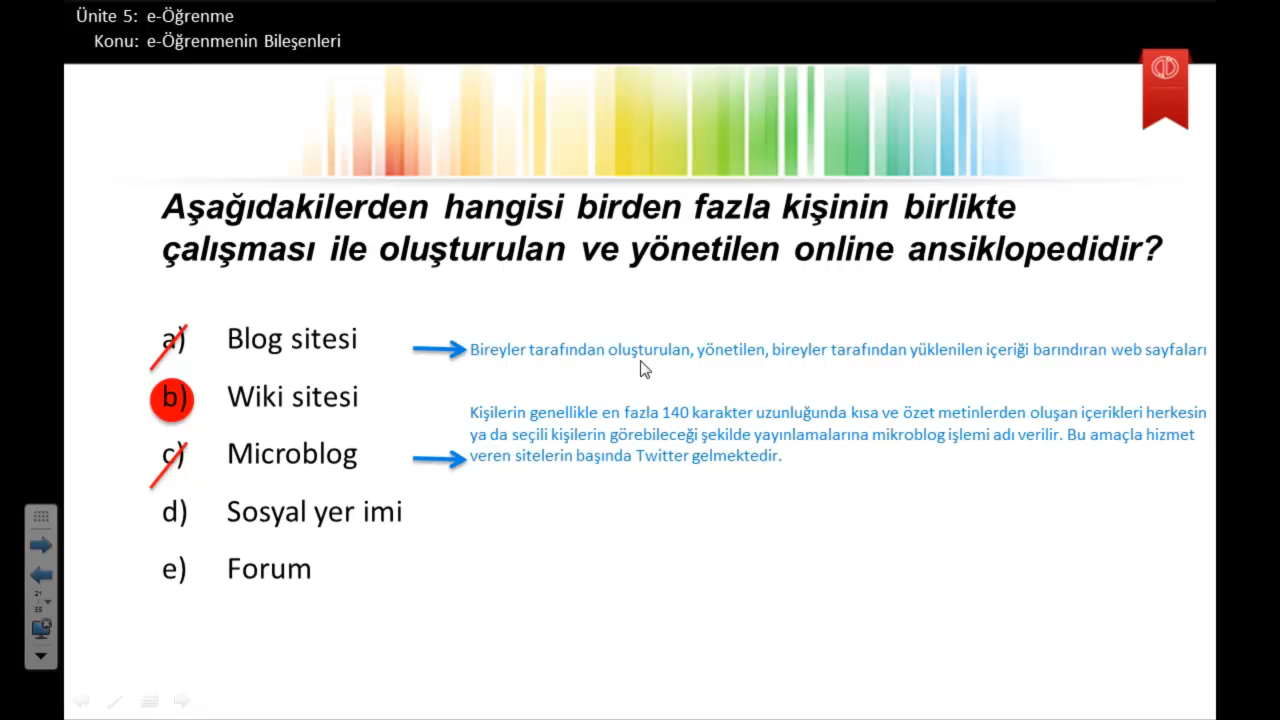 Ünite 5: e-Öğrenme
Konu: e-Öğrenmenin Bileşenleri
Aşağıdakilerden hangisi birden fazla kişinin birlikte
çalışması ile oluşturulan ve yönetilen online ansiklopedidir?
a) Blog sitesi
Bireyler tarafından oluşturulan, yönetilen, bireyler tarafından yüklenilen içeriği barındıran web sayfaları
b) Wiki sitesi
Kişilerin genellikle en fazla 140 karakter uzunluğunda kısa ve özet metinlerden oluşan içerikleri herkesin
ya da seçili kişilerin görebileceği şekilde yayınlamalarına mikroblog işlemi adı verilir. Bu amaçla hizmet
veren sitelerin başında Twitter gelmektedir.
c) Microblog
d) Sosyal yer imi
e) Forum